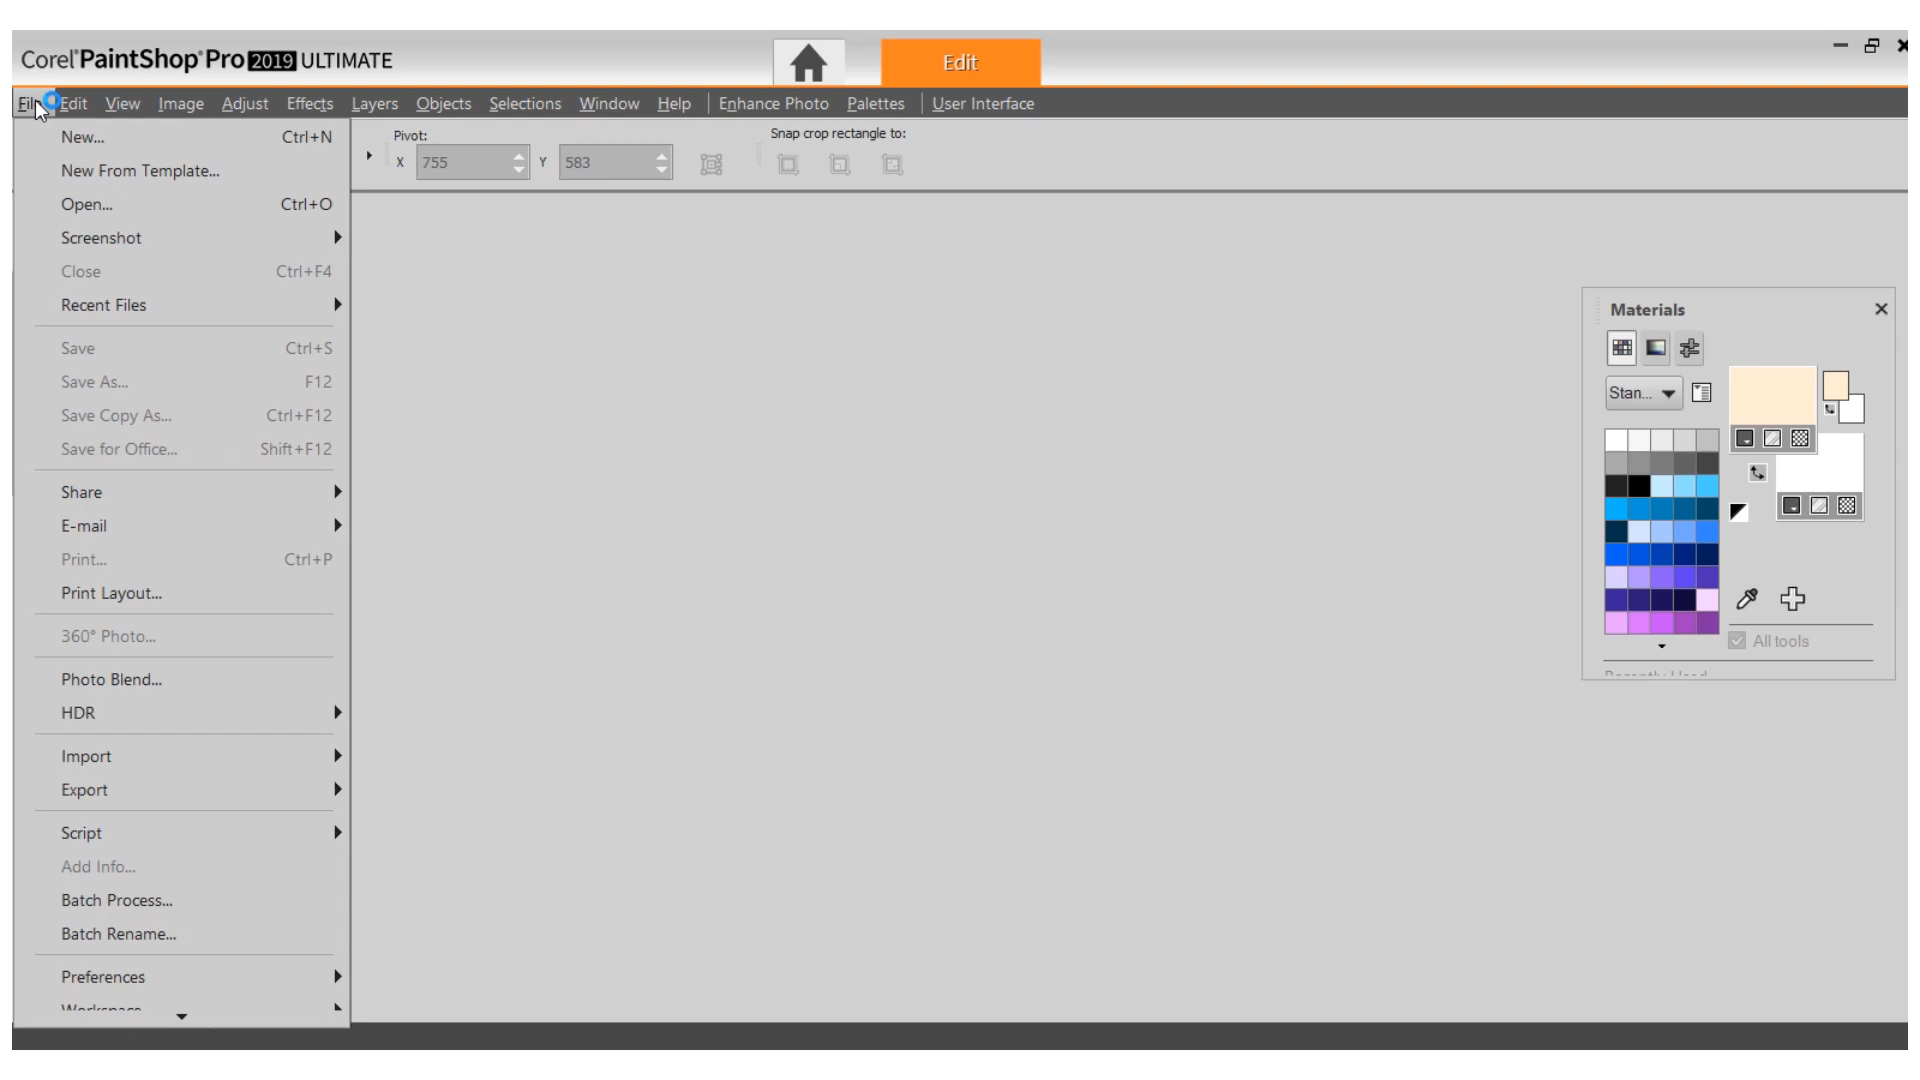 Corel® PaintShop® Pro 2019 ULTIMATE
Edit
File Edit View Image Adjust Effects Layers Objects Selections Window Help Enhance Photo Palettes User Interface
New... Ctrl+N
New From Template...
Open... Ctrl+O
Screenshot
Close Ctrl+F4
Recent Files
Save Ctrl+S
Save As... F12
Save Copy As... Ctrl+F12
Save for Office... Shift+F12
Share
E-mail
Print... Ctrl+P
Print Layout...
360° Photo...
Photo Blend...
HDR
Import
Export
Script
Add Info...
Batch Process...
Batch Rename...
Preferences
Workspace
Pivot:
X 755 Y 583
Snap crop rectangle to:
Materials
Stan...
All tools
Recently Used